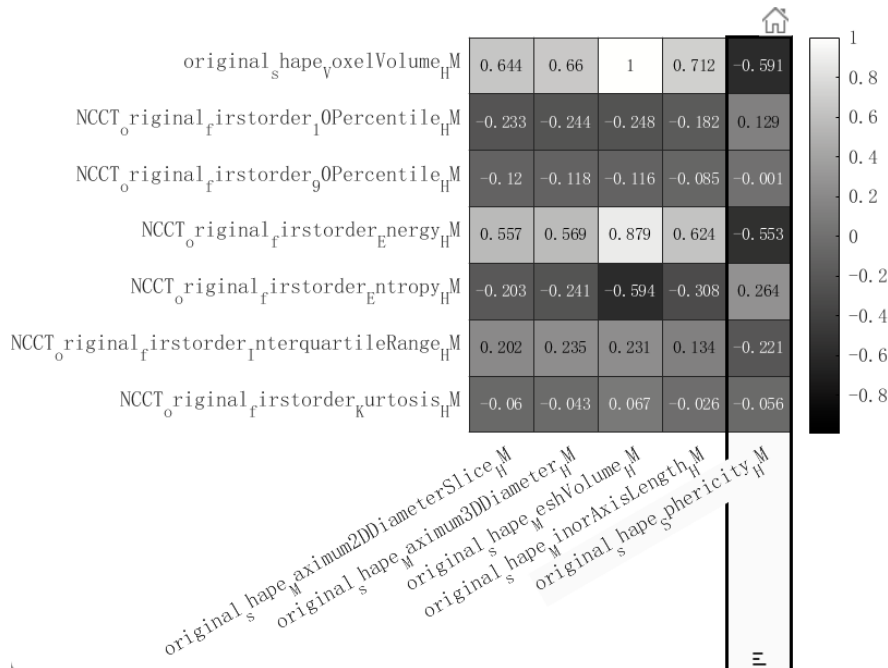 original_shape_VoxelVolume_HM 0.644 0.66 1 0.712 -0.591
NCCT_original_firstorder_10Percentile_HM -0.233 -0.244 -0.248 -0.182 0.129
NCCT_original_firstorder_90Percentile_HM -0.12 -0.118 -0.116 -0.085 -0.001
NCCT_original_firstorder_Energy_HM 0.557 0.569 0.879 0.624 -0.553
NCCT_original_firstorder_Entropy_HM -0.203 -0.241 -0.594 -0.308 0.264
NCCT_original_firstorder_InterquartileRange_HM 0.202 0.235 0.231 0.134 -0.221
NCCT_original_firstorder_Kurtosis_HM -0.06 -0.043 0.067 -0.026 -0.056
original_shape_Maximum2DDiameterSlice_HM
original_shape_Maximum3DDiameter_HM
original_shape_MeshVolume_HM
original_shape_MinorAxisLength_HM
original_shape_Sphericity_HM
1
0.8
0.6
0.4
0.2
0
-0.2
-0.4
-0.6
-0.8